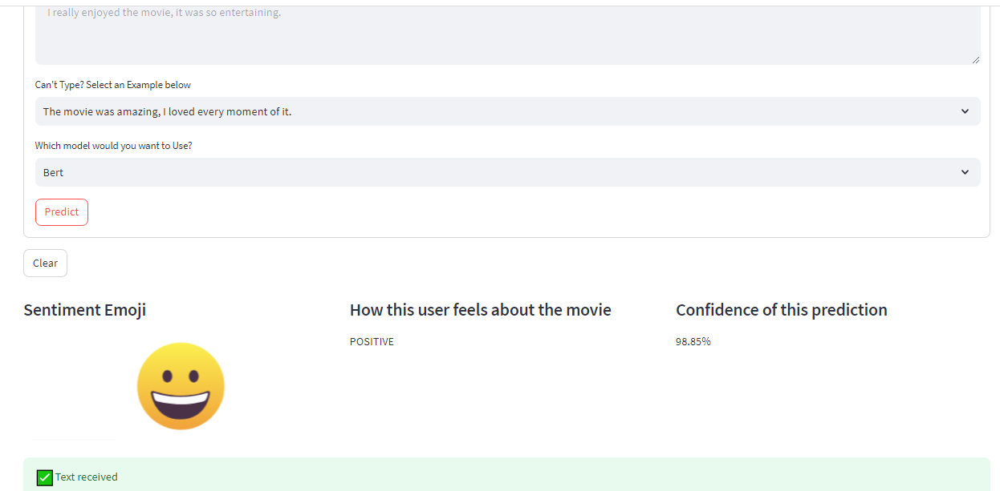 I really enjoyed the movie, it was so entertaining.
Can't Type? Select an Example below
The movie was amazing, I loved every moment of it.
Which model would you want to Use?
Bert
Predict
Clear
Sentiment Emoji
How this user feels about the movie
Confidence of this prediction
POSITIVE
98.85%
Text received